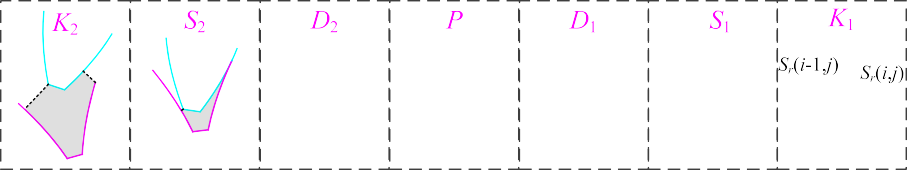 K₂ S₂ D₂ P D₁ S₁ K₁
Sᵣ(i-1,j) Sᵣ(i,j)